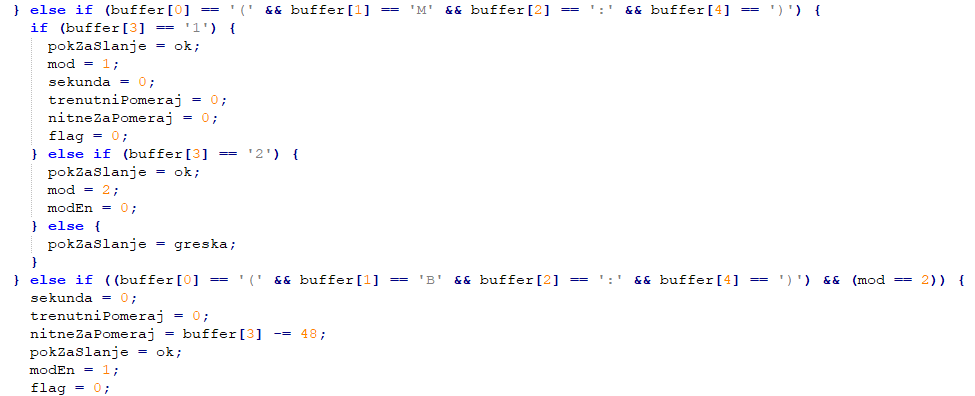 } else if (buffer[0] == '(' && buffer[1] == 'M' && buffer[2] == ':' && buffer[4] == ')') {
if (buffer[3] == '1') {
pokZaSlanje = ok;
mod = 1;
sekunda = 0;
trenutniPomeraj = 0;
nitneZaPomeraj = 0;
flag = 0;
} else if (buffer[3] == '2') {
pokZaSlanje = ok;
mod = 2;
modEn = 0;
} else {
pokZaSlanje = greska;
}
} else if ((buffer[0] == '(' && buffer[1] == 'B' && buffer[2] == ':' && buffer[4] == ')') && (mod == 2)) {
sekunda = 0;
trenutniPomeraj = 0;
nitneZaPomeraj = buffer[3] -= 48;
pokZaSlanje = ok;
modEn = 1;
flag = 0;